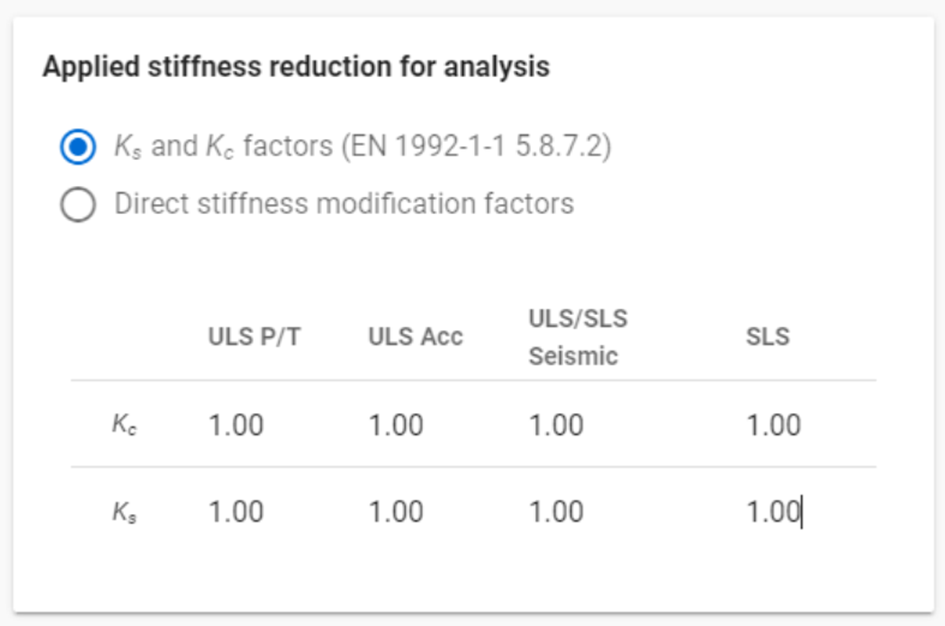 Applied stiffness reduction for analysis
Ks and Kc factors (EN 1992-1-1 5.8.7.2)
Direct stiffness modification factors
ULS P/T ULS Acc ULS/SLS Seismic SLS
Kc 1.00 1.00 1.00 1.00
Ks 1.00 1.00 1.00 1.00